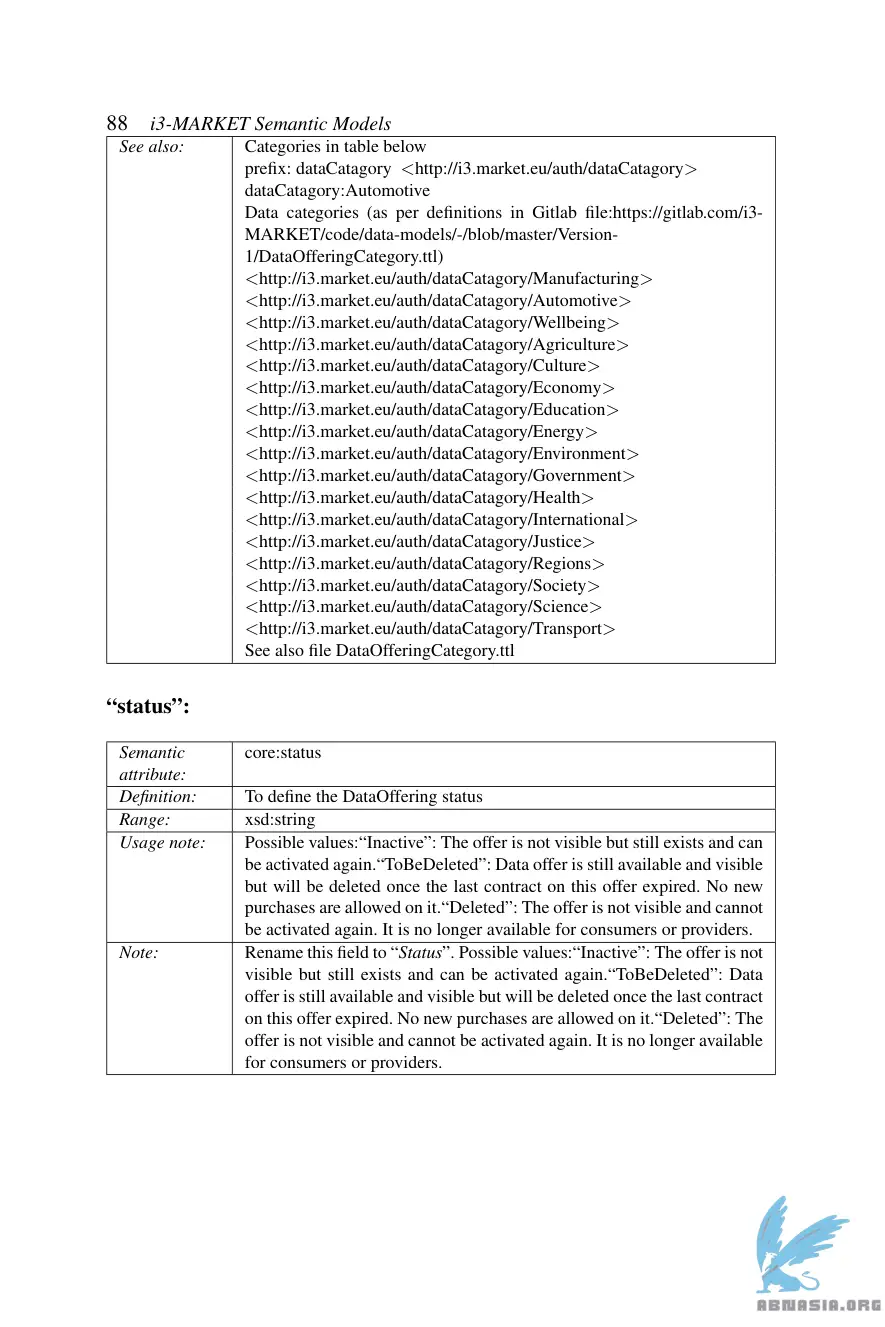 88 i3-MARKET Semantic Models
See also: Categories in table below
prefix: dataCatagory <http://i3.market.eu/auth/dataCatagory>
dataCatagory:Automotive
Data categories (as per definitions in Gitlab file:https://gitlab.com/i3-
MARKET/code/data-models/-/blob/master/Version-
1/DataOfferingCategory.ttl)
<http://i3.market.eu/auth/dataCatagory/Manufacturing>
<http://i3.market.eu/auth/dataCatagory/Automotive>
<http://i3.market.eu/auth/dataCatagory/Wellbeing>
<http://i3.market.eu/auth/dataCatagory/Agriculture>
<http://i3.market.eu/auth/dataCatagory/Culture>
<http://i3.market.eu/auth/dataCatagory/Economy>
<http://i3.market.eu/auth/dataCatagory/Education>
<http://i3.market.eu/auth/dataCatagory/Energy>
<http://i3.market.eu/auth/dataCatagory/Environment>
<http://i3.market.eu/auth/dataCatagory/Government>
<http://i3.market.eu/auth/dataCatagory/Health>
<http://i3.market.eu/auth/dataCatagory/International>
<http://i3.market.eu/auth/dataCatagory/Justice>
<http://i3.market.eu/auth/dataCatagory/Regions>
<http://i3.market.eu/auth/dataCatagory/Society>
<http://i3.market.eu/auth/dataCatagory/Science>
<http://i3.market.eu/auth/dataCatagory/Transport>
See also file DataOfferingCategory.ttl
“status”:
Semantic core:status
attribute:
Definition: To define the DataOffering status
Range: xsd:string
Usage note: Possible values:“Inactive”: The offer is not visible but still exists and can
be activated again.“ToBeDeleted”: Data offer is still available and visible
but will be deleted once the last contract on this offer expired. No new
purchases are allowed on it.“Deleted”: The offer is not visible and cannot
be activated again. It is no longer available for consumers or providers.
Note: Rename this field to “Status”. Possible values:“Inactive”: The offer is not
visible but still exists and can be activated again.“ToBeDeleted”: Data
offer is still available and visible but will be deleted once the last contract
on this offer expired. No new purchases are allowed on it.“Deleted”: The
offer is not visible and cannot be activated again. It is no longer available
for consumers or providers.
ABNASIA.ORG